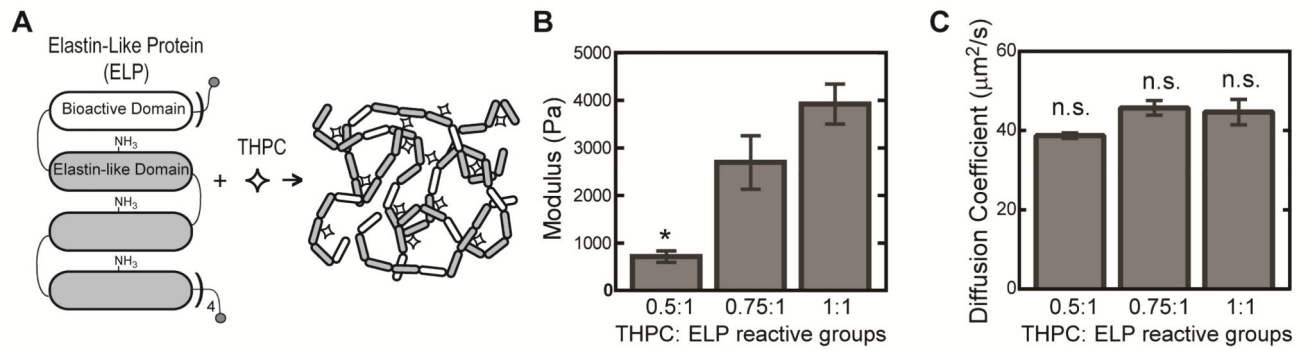 A
Elastin-Like Protein
(ELP)
Bioactive Domain
NH3
Elastin-like Domain
NH3
NH3
4
+
THPC
B
Modulus (Pa)
5000
4000
3000
2000
1000
0
*
0.5:1 0.75:1 1:1
THPC: ELP reactive groups
C
Diffusion Coefficient (μm²/s)
60
40
20
0
n.s. n.s. n.s.
0.5:1 0.75:1 1:1
THPC: ELP reactive groups